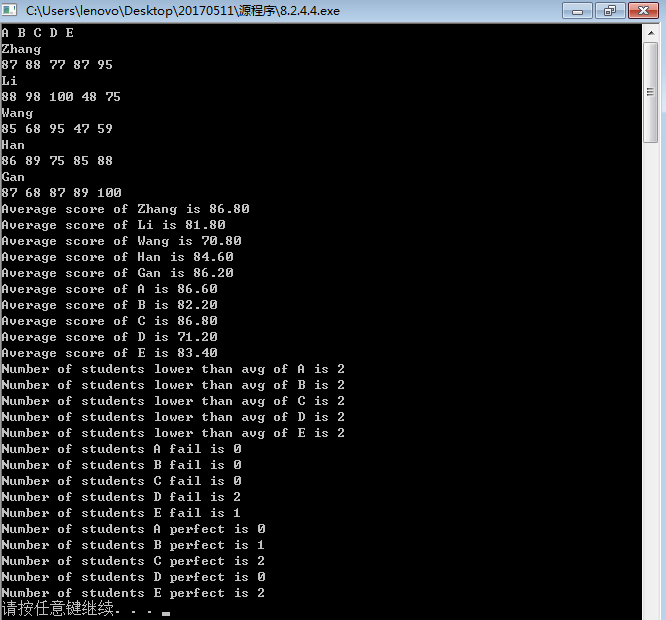 C:\Users\lenovo\Desktop\20170511\源程序\8.2.4.4.exe
A B C D E
Zhang
87 88 77 87 95
Li
88 98 100 48 75
Wang
85 68 95 47 59
Han
86 89 75 85 88
Gan
87 68 87 89 100
Average score of Zhang is 86.80
Average score of Li is 81.80
Average score of Wang is 70.80
Average score of Han is 84.60
Average score of Gan is 86.20
Average score of A is 86.60
Average score of B is 82.20
Average score of C is 86.80
Average score of D is 71.20
Average score of E is 83.40
Number of students lower than avg of A is 2
Number of students lower than avg of B is 2
Number of students lower than avg of C is 2
Number of students lower than avg of D is 2
Number of students lower than avg of E is 2
Number of students A fail is 0
Number of students B fail is 0
Number of students C fail is 0
Number of students D fail is 2
Number of students E fail is 1
Number of students A perfect is 0
Number of students B perfect is 1
Number of students C perfect is 2
Number of students D perfect is 0
Number of students E perfect is 2
请按任意键继续. . .